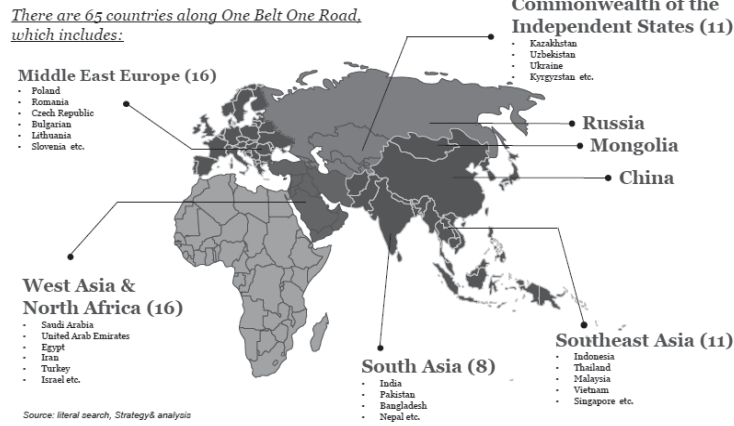 There are 65 countries along One Belt One Road,
which includes:
Commonwealth of the
Independent States (11)
• Kazakhstan
• Uzbekistan
• Ukraine
• Kyrgyzstan etc.
Middle East Europe (16)
• Poland
• Romania
• Czech Republic
• Bulgarian
• Lithuania
• Slovenia etc.
Russia
Mongolia
China
West Asia &
North Africa (16)
• Saudi Arabia
• United Arab Emirates
• Egypt
• Iran
• Turkey
• Israel etc.
South Asia (8)
• India
• Pakistan
• Bangladesh
• Nepal etc.
Southeast Asia (11)
• Indonesia
• Thailand
• Malaysia
• Vietnam
• Singapore etc.
Source: literal search, Strategy& analysis